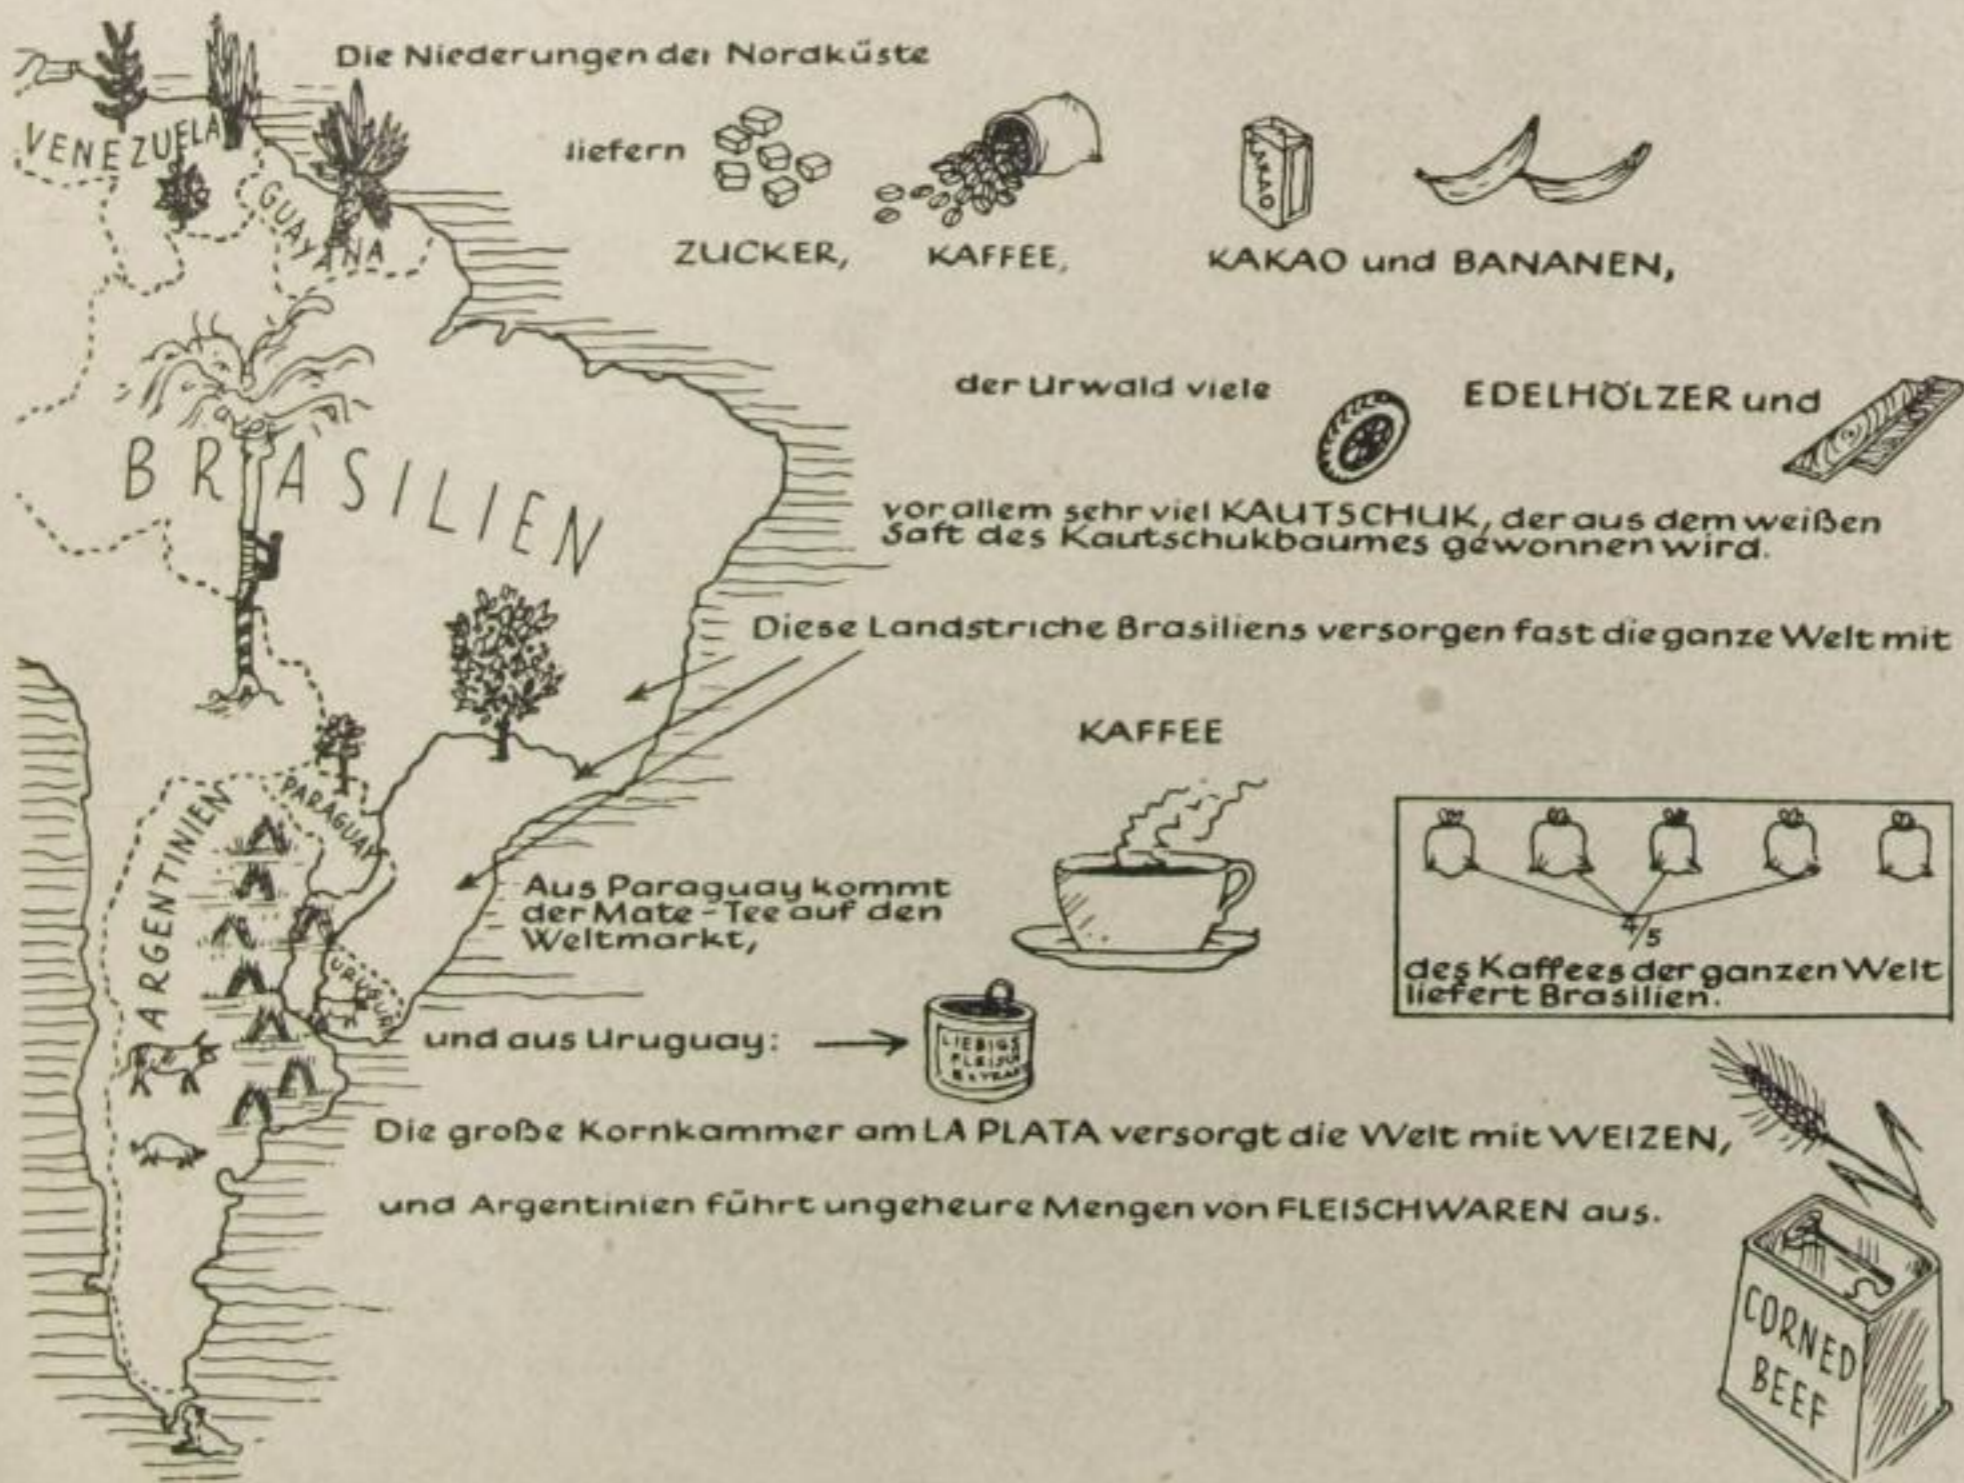 Die Niederungen der Nordküste
VENEZUELA
GUAYANA
liefern
KAKAO
ZUCKER,
KAFFEE,
KAKAO und BANANEN,
der Urwald viele
EDELHÖLZER und
BRASILIEN
vor allem sehr viel KAUTSCHUK, der aus dem weißen
Saft des Kautschukbaumes gewonnen wird.
Diese Landstriche Brasiliens versorgen fast die ganze Welt mit
KAFFEE
PARAGUAY
ARGENTINIEN
Aus Paraguay kommt
der Mate-Tee auf den
Weltmarkt,
4/5
des Kaffees der ganzen Welt
liefert Brasilien.
URUGUAY
und aus Uruguay:
LIEBIGS
FLEISCH
EXTRAKT
Die große Kornkammer am LA PLATA versorgt die Welt mit WEIZEN,
und Argentinien führt ungeheure Mengen von FLEISCHWAREN aus.
CORNED
BEEF